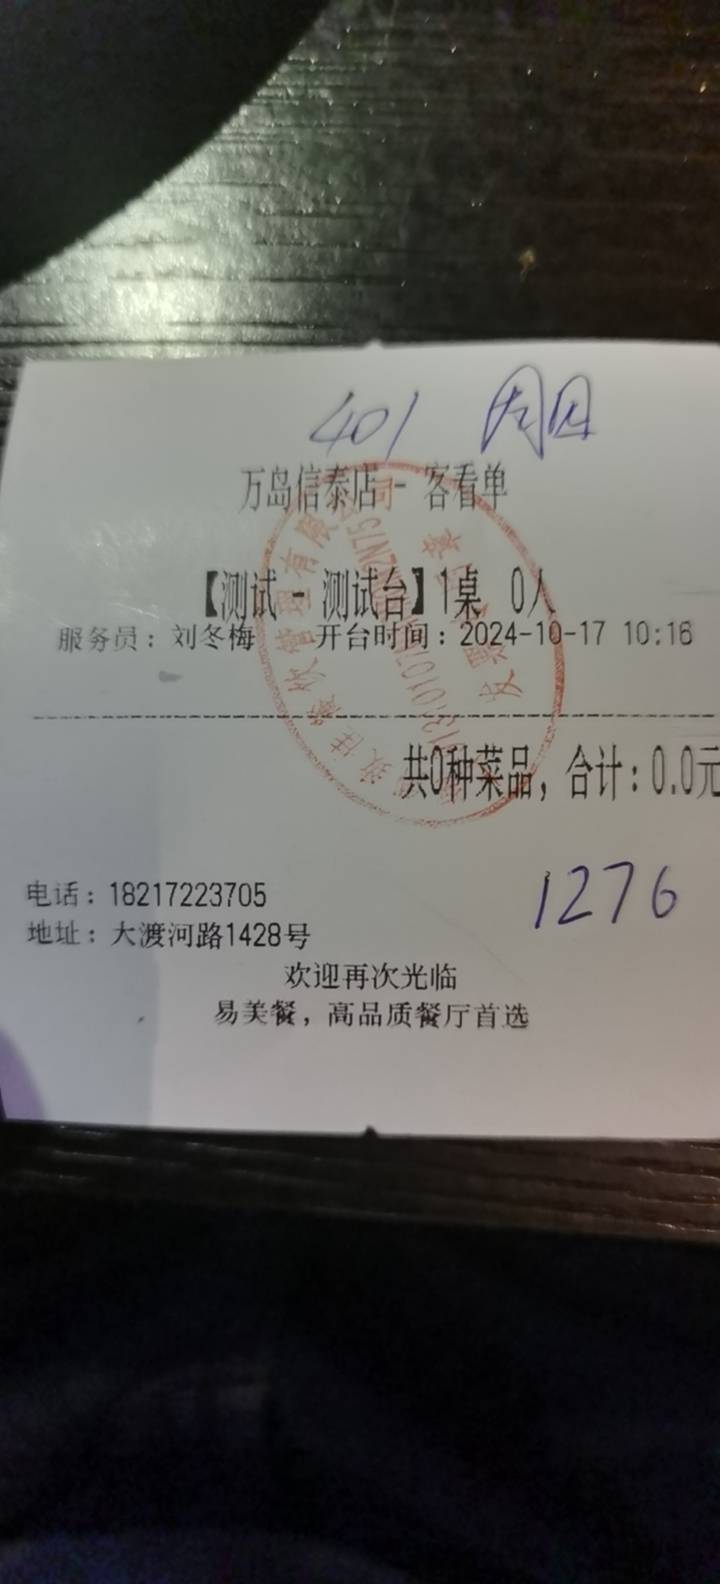 401 周四
万岛信泰店 - 客看单
【测试 - 测试台】1桌 0人
服务员：刘冬梅 开台时间：2024-10-17 10:16
共0种菜品，合计：0.0元
1276
电话：18217223705
地址：大渡河路1428号
欢迎再次光临
易美餐，高品质餐厅首选